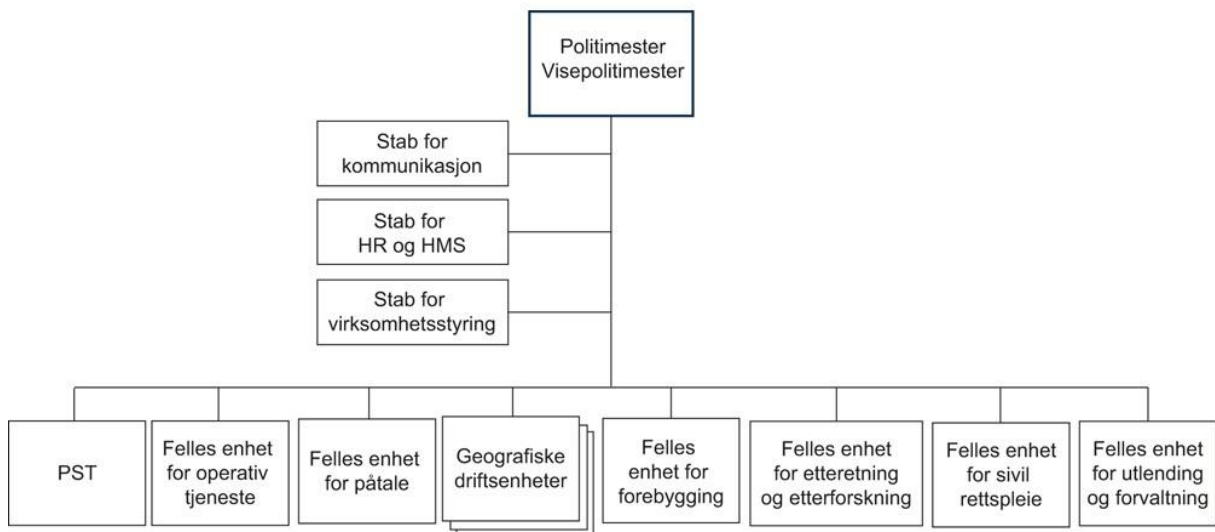 Politimester
Visepolitimester
Stab for
kommunikasjon
Stab for
HR og HMS
Stab for
virksomhetsstyring
PST
Felles enhet
for operativ
tjeneste
Felles enhet
for påtale
Geografiske
driftsenheter
Felles
enhet for
forebygging
Felles enhet
for etteretning
og etterforskning
Felles enhet
for sivil
rettspleie
Felles enhet
for utlending
og forvaltning